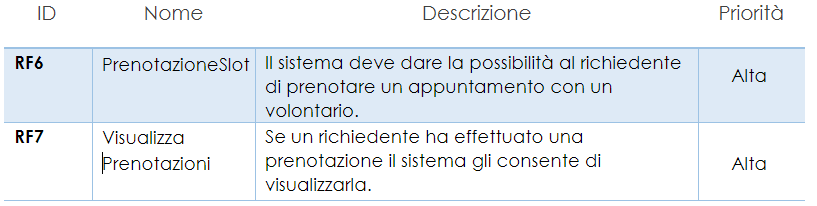 ID Nome Descrizione Priorità
RF6 PrenotazioneSlot Il sistema deve dare la possibilità al richiedente
di prenotare un appuntamento con un
volontario.
Alta
RF7 Visualizza
Prenotazioni
Se un richiedente ha effettuato una
prenotazione il sistema gli consente di
visualizzarla.
Alta